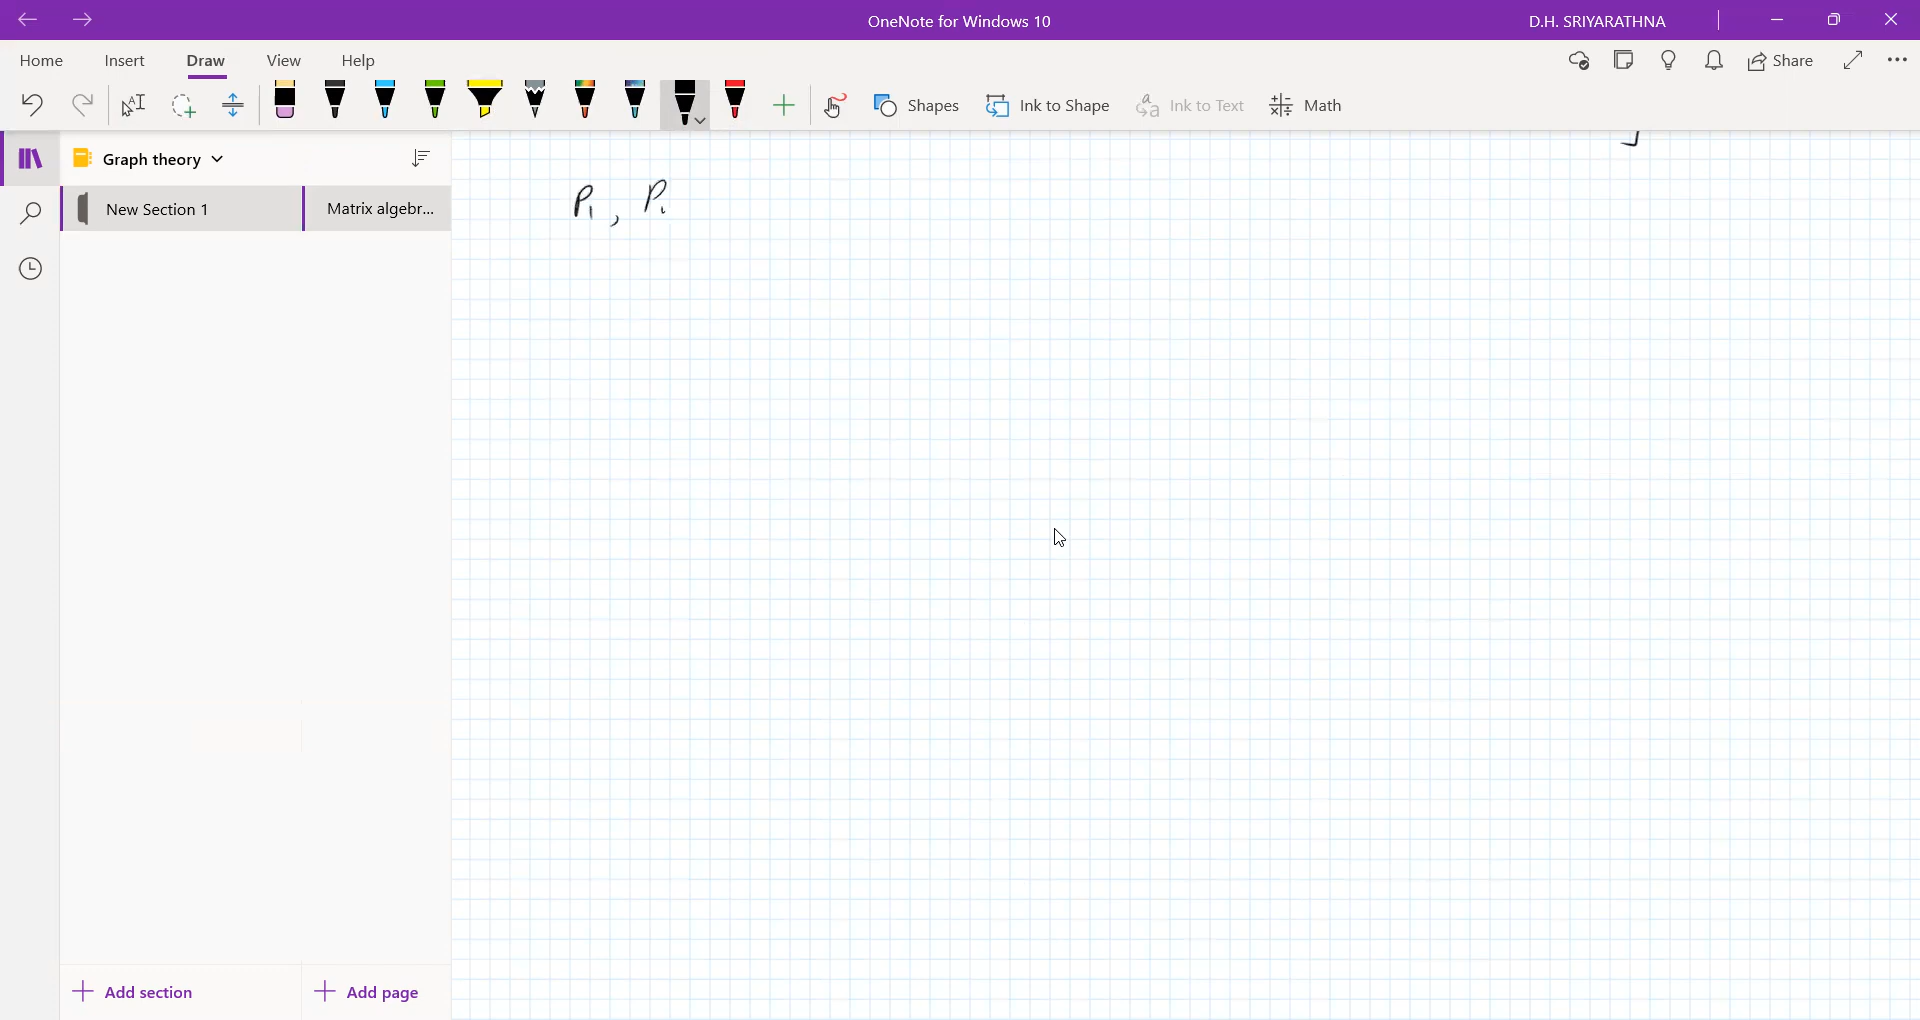 OneNote for Windows 10
D.H. SRIYARATHNA
Home Insert Draw View Help
Share
Shapes Ink to Shape Ink to Text Math
Graph theory
New Section 1
Matrix algebr...
P₁ , P
Add section
Add page